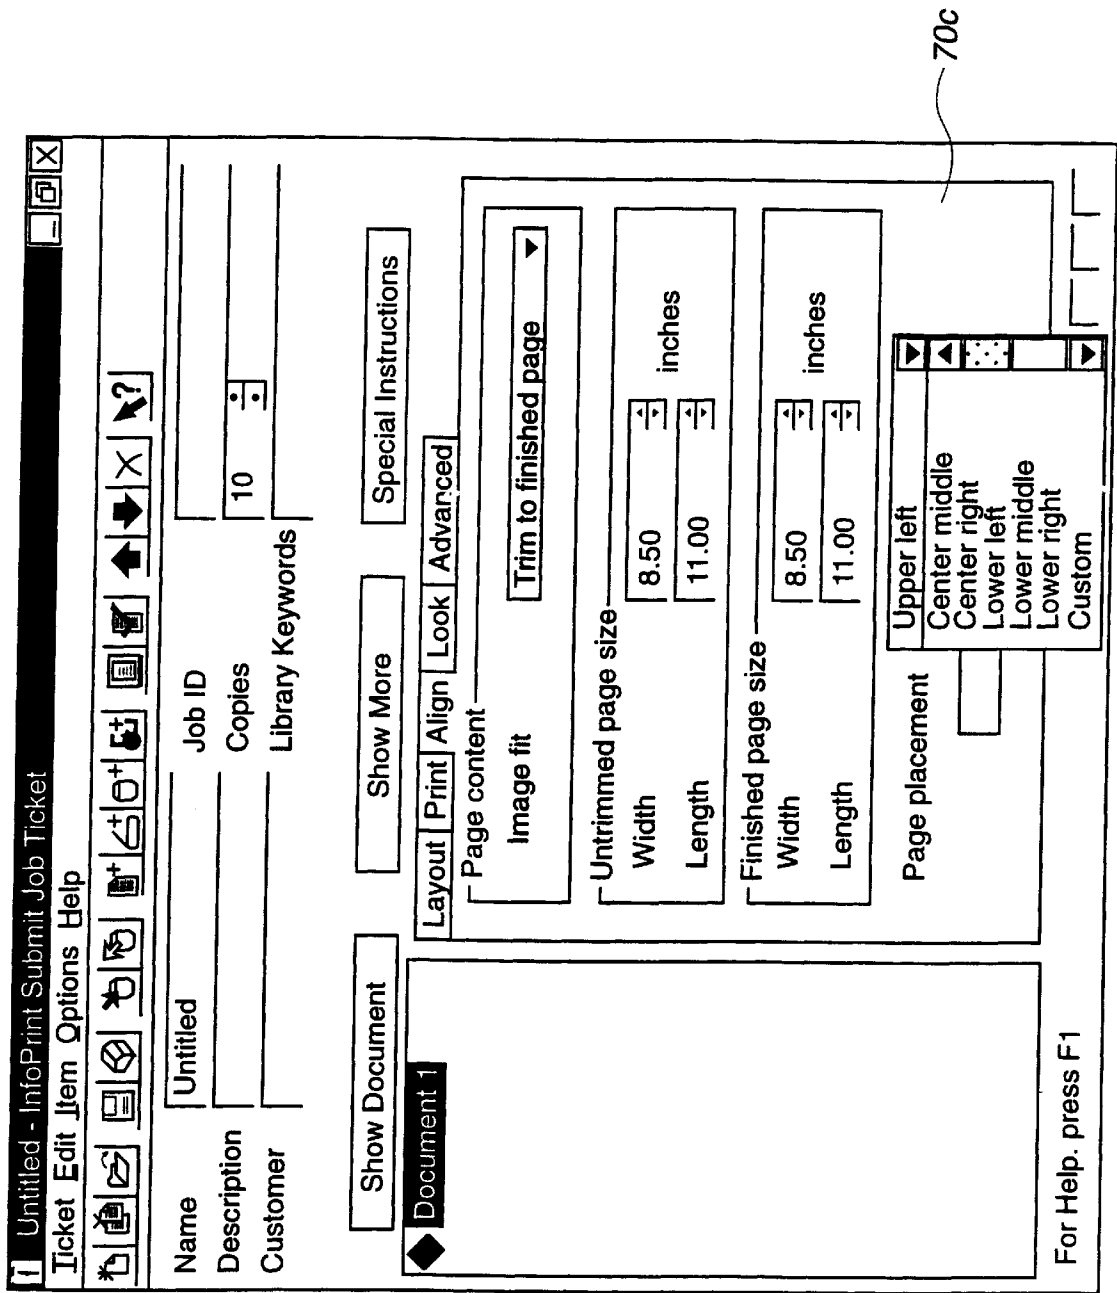 Untitled - InfoPrint Submit Job Ticket
Ticket Edit Item Options Help
Name Untitled Job ID
Description Copies 10
Customer Library Keywords
Show Document Show More Special Instructions
Document 1
Layout Print Align Look Advanced
Page content
Image fit Trim to finished page
Untrimmed page size
Width 8.50 inches
Length 11.00
Finished page size
Width 8.50 inches
Length 11.00
Page placement Upper left
Center middle
Center right
Lower left
Lower middle
Lower right
Custom
For Help. press F1
70c